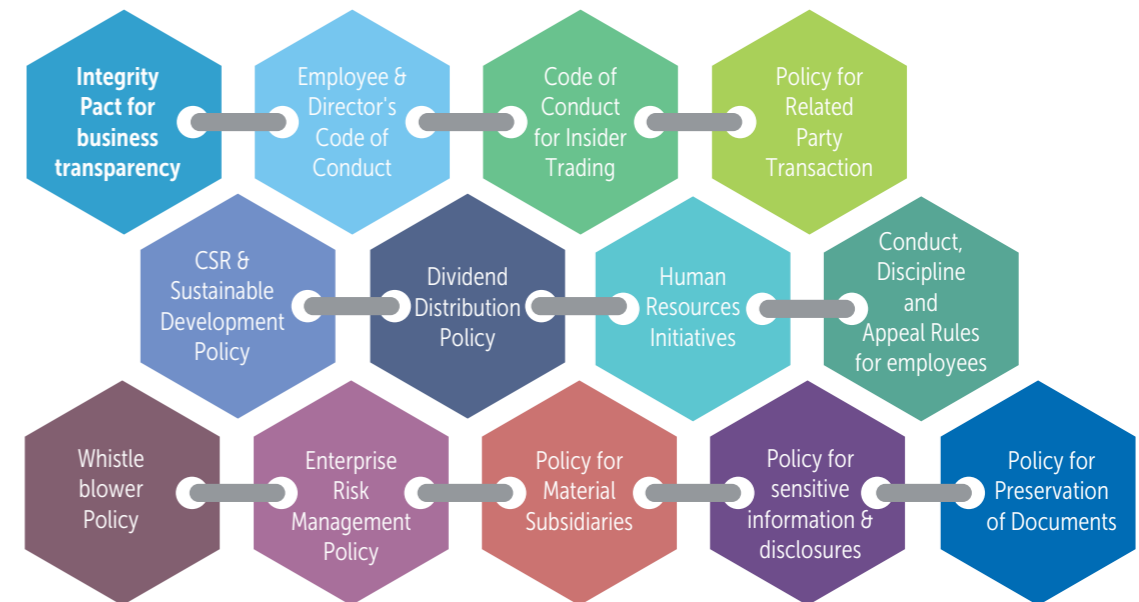 Integrity
Pact for
business
transparency
Employee &
Director's
Code of
Conduct
Code of
Conduct
for Insider
Trading
Policy for
Related
Party
Transaction
CSR &
Sustainable
Development
Policy
Dividend
Distribution
Policy
Human
Resources
Initiatives
Conduct,
Discipline
and
Appeal Rules
for employees
Whistle
blower
Policy
Enterprise
Risk
Management
Policy
Policy for
Material
Subsidiaries
Policy for
sensitive
information &
disclosures
Policy for
Preservation
of Documents